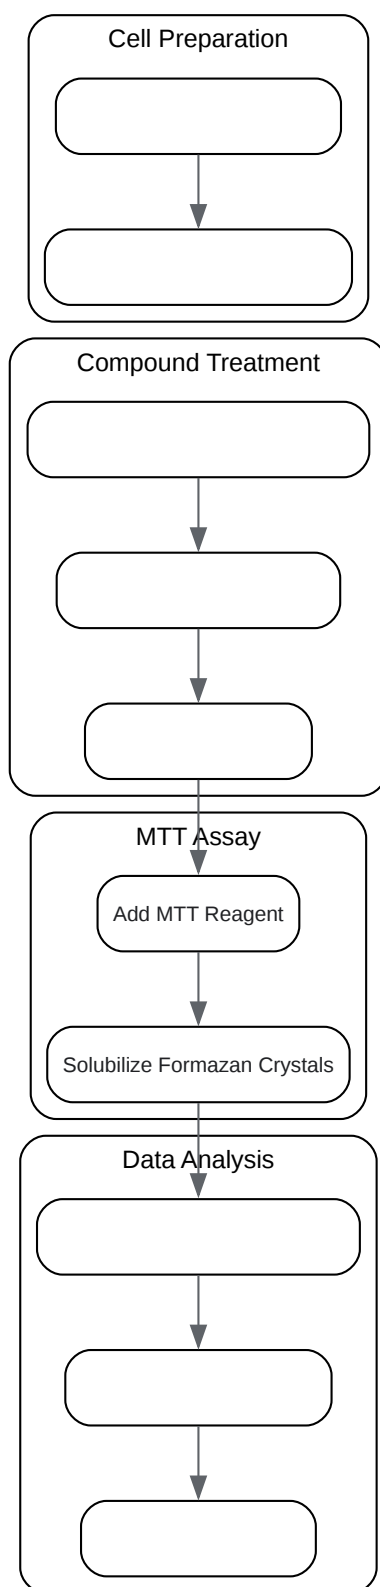 Cell Preparation
Compound Treatment
MTT Assay
Add MTT Reagent
Solubilize Formazan Crystals
Data Analysis